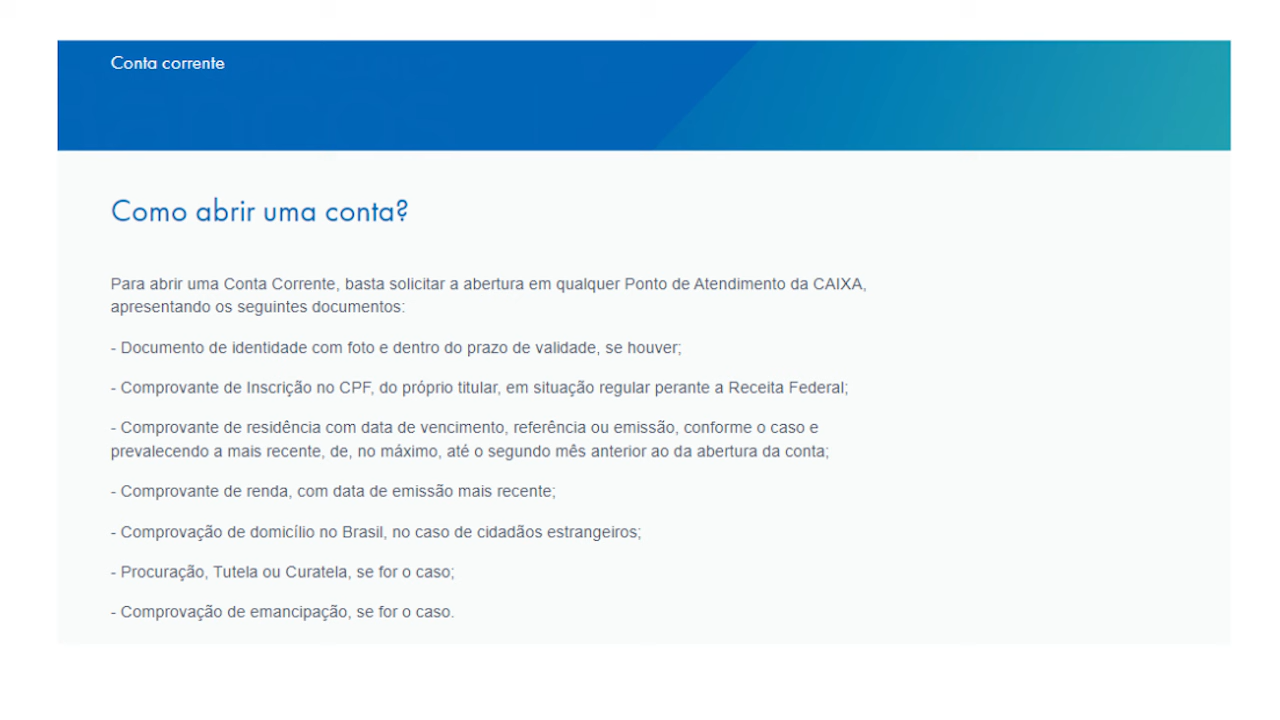 Conta corrente
Como abrir uma conta?
Para abrir uma Conta Corrente, basta solicitar a abertura em qualquer Ponto de Atendimento da CAIXA,
apresentando os seguintes documentos:
- Documento de identidade com foto e dentro do prazo de validade, se houver;
- Comprovante de Inscrição no CPF, do próprio titular, em situação regular perante a Receita Federal;
- Comprovante de residência com data de vencimento, referência ou emissão, conforme o caso e
prevalecendo a mais recente, de, no máximo, até o segundo mês anterior ao da abertura da conta;
- Comprovante de renda, com data de emissão mais recente;
- Comprovação de domicílio no Brasil, no caso de cidadãos estrangeiros;
- Procuração, Tutela ou Curatela, se for o caso;
- Comprovação de emancipação, se for o caso.